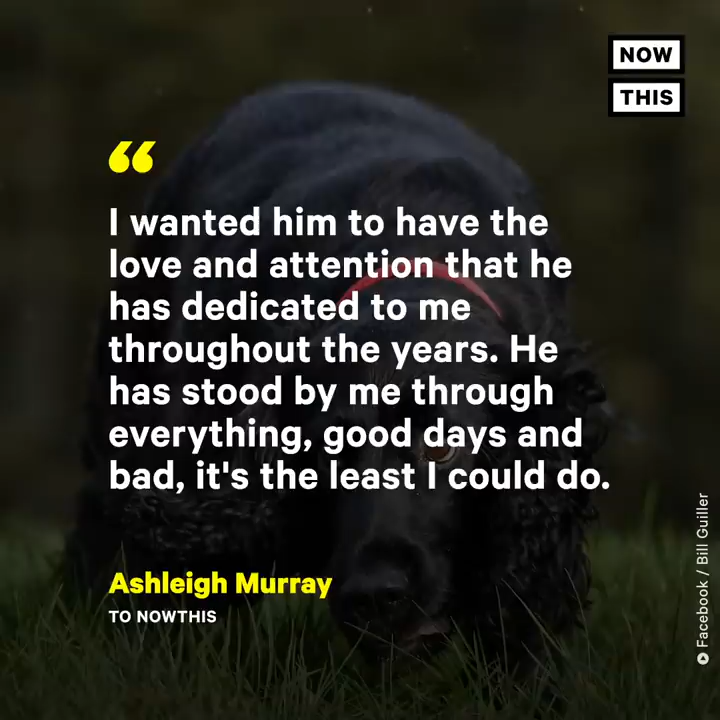 NOW
THIS
“
I wanted him to have the
love and attention that he
has dedicated to me
throughout the years. He
has stood by me through
everything, good days and
bad, it's the least I could do.
Ashleigh Murray
TO NOWTHIS
Facebook / Bill Guiller